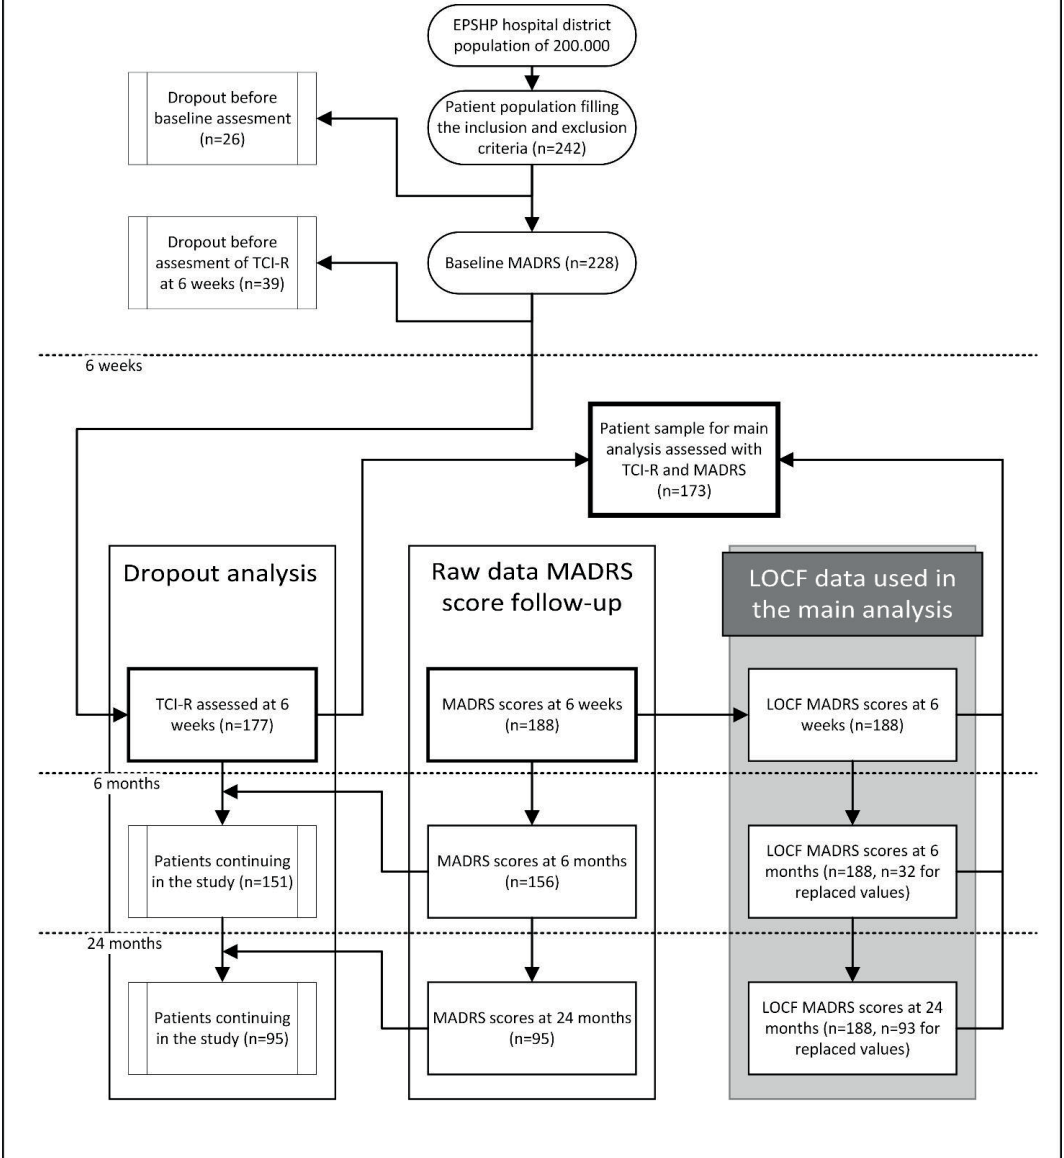 EPSHP hospital district
population of 200.000
Dropout before
baseline assesment
(n=26)
Patient population filling
the inclusion and exclusion
criteria (n=242)
Dropout before
assesment of TCI-R
at 6 weeks (n=39)
Baseline MADRS (n=228)
6 weeks
Patient sample for main
analysis assessed with
TCI-R and MADRS
(n=173)
Dropout analysis
Raw data MADRS
score follow-up
LOCF data used in
the main analysis
TCI-R assessed at 6
weeks (n=177)
MADRS scores at 6 weeks
(n=188)
LOCF MADRS scores at 6
weeks (n=188)
6 months
Patients continuing
in the study (n=151)
MADRS scores at 6 months
(n=156)
LOCF MADRS scores at 6
months (n=188, n=32 for
replaced values)
24 months
Patients continuing
in the study (n=95)
MADRS scores at 24 months
(n=95)
LOCF MADRS scores at 24
months (n=188, n=93 for
replaced values)